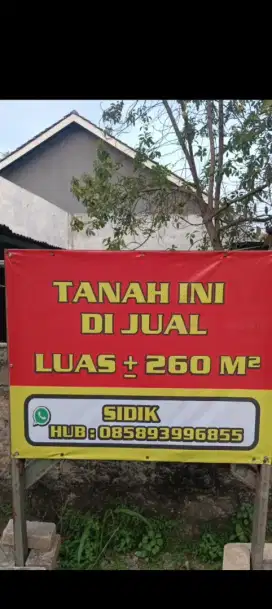 TANAH INI
DI JUAL
LUAS ± 260 M²
SIDIK
HUB : 085893996855